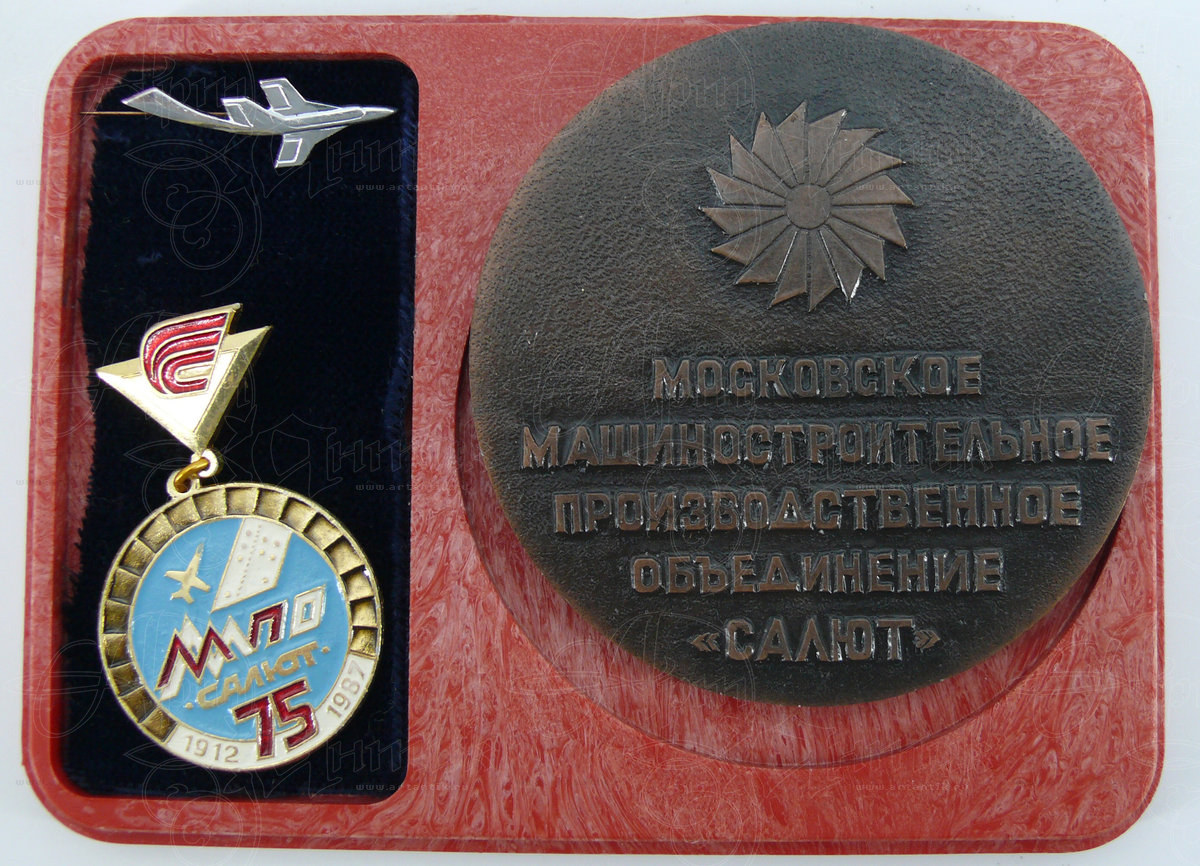 ММПО
·САЛЮТ·
75
1912 1987
МОСКОВСКОЕ
МАШИНОСТРОИТЕЛЬНОЕ
ПРОИЗВОДСТВЕННОЕ
ОБЪЕДИНЕНИЕ
«САЛЮТ»